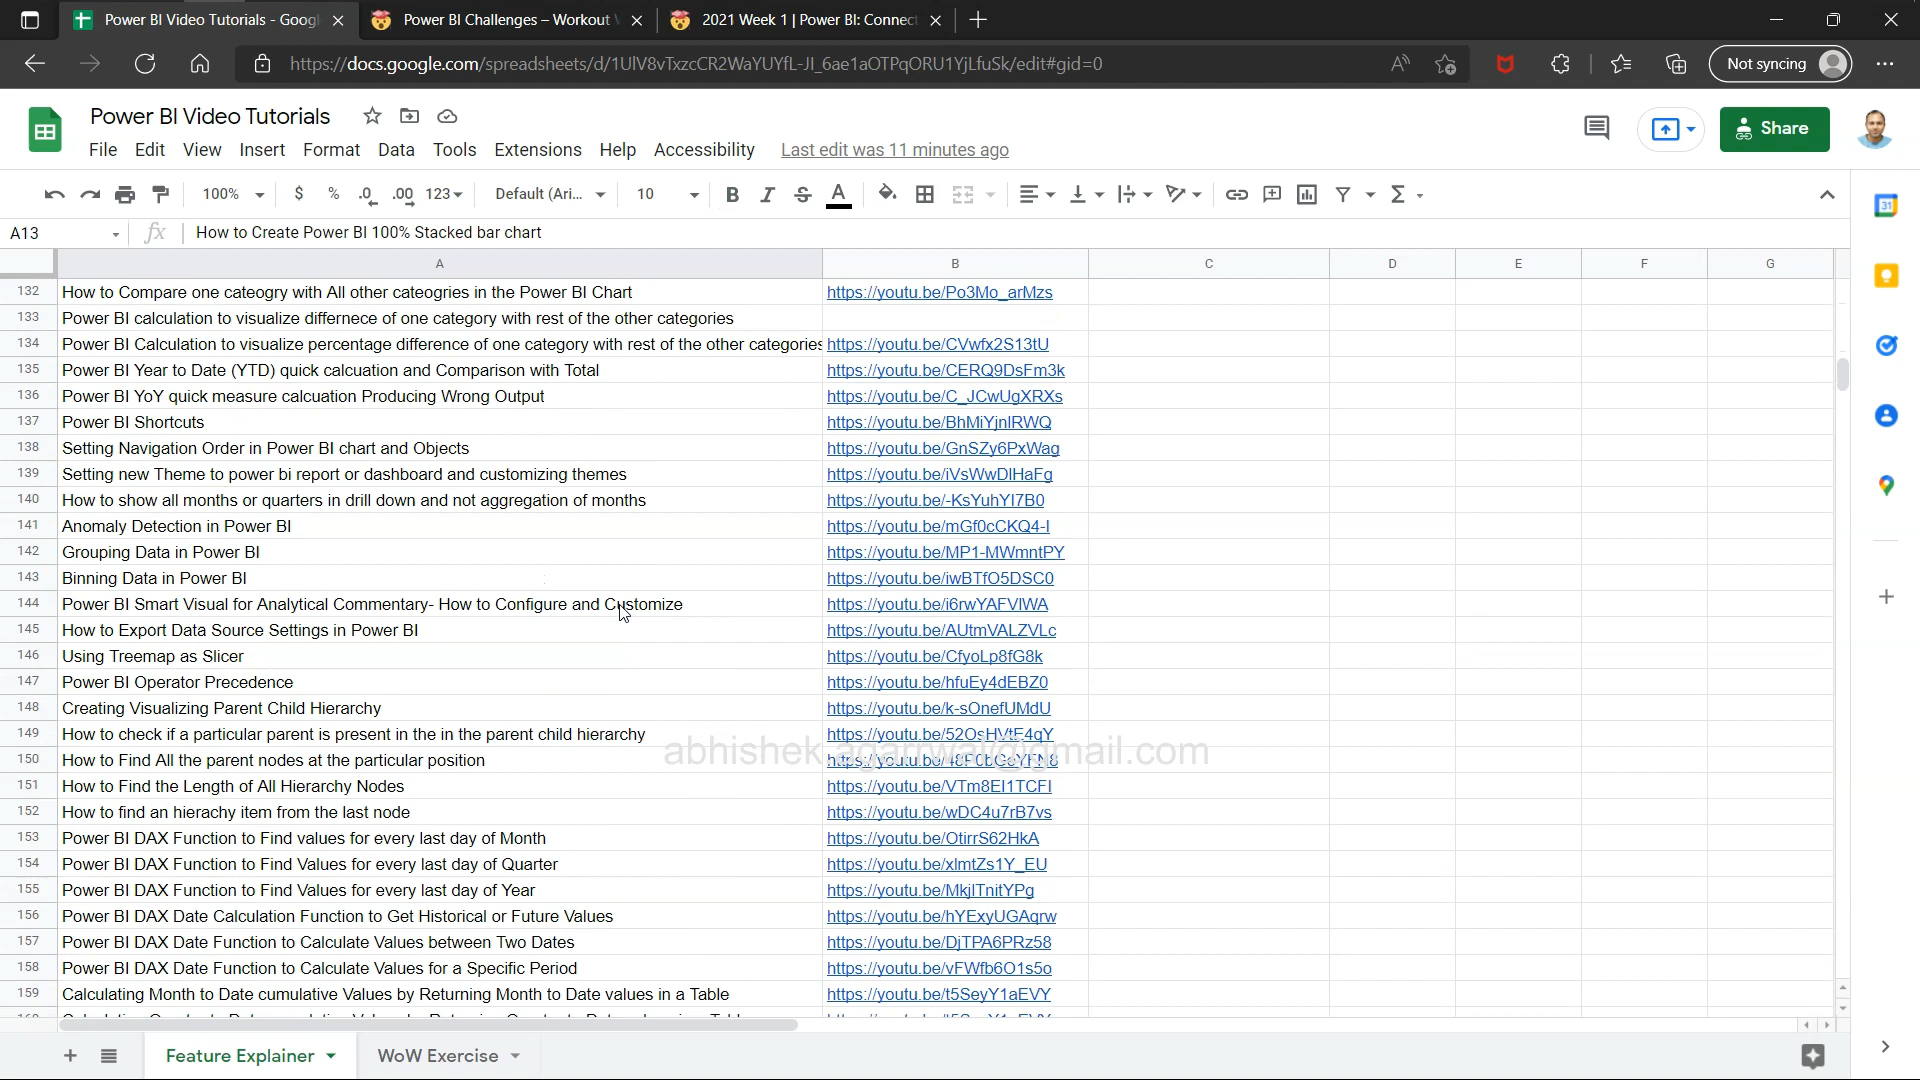 Power BI Video Tutorials - Googl
Power BI Challenges – Workout W
2021 Week 1 | Power BI: Connect
https://docs.google.com/spreadsheets/d/1UlV8vTxzcCR2WaYUYfL-JI_6ae1aOTPqORU1YjLfuSk/edit#gid=0
Not syncing
Power BI Video Tutorials
File Edit View Insert Format Data Tools Extensions Help Accessibility Last edit was 11 minutes ago
Share
100% $ % .0 .00 123 Default (Ari... 10 B I S A
A13 fx How to Create Power BI 100% Stacked bar chart
A B C D E F G
132 How to Compare one cateogry with All other cateogries in the Power BI Chart https://youtu.be/Po3Mo_arMzs
133 Power BI calculation to visualize differnece of one category with rest of the other categories
134 Power BI Calculation to visualize percentage difference of one category with rest of the other categories https://youtu.be/CVwfx2S13tU
135 Power BI Year to Date (YTD) quick calcuation and Comparison with Total https://youtu.be/CERQ9DsFm3k
136 Power BI YoY quick measure calcuation Producing Wrong Output https://youtu.be/C_JCwUgXRXs
137 Power BI Shortcuts https://youtu.be/BhMiYjnIRWQ
138 Setting Navigation Order in Power BI chart and Objects https://youtu.be/GnSZy6PxWag
139 Setting new Theme to power bi report or dashboard and customizing themes https://youtu.be/iVsWwDlHaFg
140 How to show all months or quarters in drill down and not aggregation of months https://youtu.be/-KsYuhYI7B0
141 Anomaly Detection in Power BI https://youtu.be/mGf0cCKQ4-I
142 Grouping Data in Power BI https://youtu.be/MP1-MWmntPY
143 Binning Data in Power BI https://youtu.be/iwBTfO5DSC0
144 Power BI Smart Visual for Analytical Commentary- How to Configure and Customize https://youtu.be/i6rwYAFVlWA
145 How to Export Data Source Settings in Power BI https://youtu.be/AUtmVALZVLc
146 Using Treemap as Slicer https://youtu.be/CfyoLp8fG8k
147 Power BI Operator Precedence https://youtu.be/hfuEy4dEBZ0
148 Creating Visualizing Parent Child Hierarchy https://youtu.be/k-sOnefUMdU
149 How to check if a particular parent is present in the in the parent child hierarchy https://youtu.be/52OsHVtE4qY
abhishek.agarrwal@gmail.com
150 How to Find All the parent nodes at the particular position
151 How to Find the Length of All Hierarchy Nodes https://youtu.be/VTm8EI1TCFI
152 How to find an hierachy item from the last node https://youtu.be/wDC4u7rB7vs
153 Power BI DAX Function to Find values for every last day of Month https://youtu.be/OtirrS62HkA
154 Power BI DAX Function to Find Values for every last day of Quarter https://youtu.be/xlmtZs1Y_EU
155 Power BI DAX Function to Find Values for every last day of Year https://youtu.be/MkjlTnitYPg
156 Power BI DAX Date Calculation Function to Get Historical or Future Values https://youtu.be/hYExyUGAqrw
157 Power BI DAX Date Function to Calculate Values between Two Dates https://youtu.be/DjTPA6PRz58
158 Power BI DAX Date Function to Calculate Values for a Specific Period https://youtu.be/vFWfb6O1s5o
159 Calculating Month to Date cumulative Values by Returning Month to Date values in a Table https://youtu.be/t5SeyY1aEVY
Feature Explainer WoW Exercise